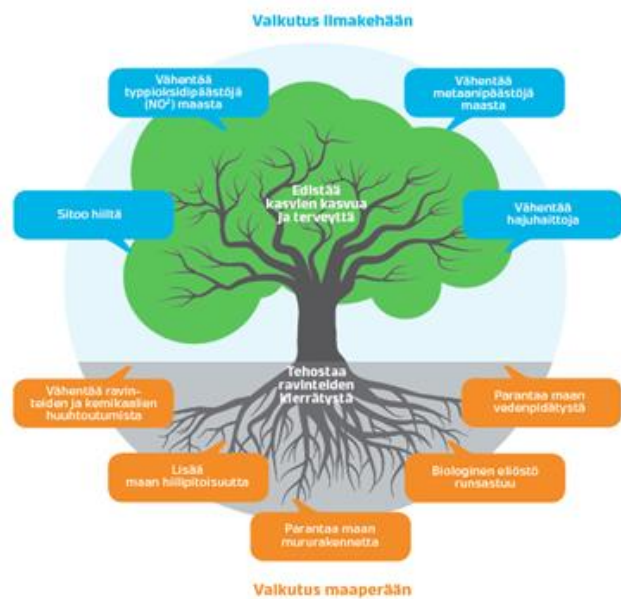 Vaikutus ilmakehään
Vähentää
typpioksidipäästöjä
(NO²) maasta
Vähentää
metaanipäästöjä
maasta
Edistää
kasvien kasvua
ja terveyttä
Sitoo hiiltä
Vähentää
hajuhaittoja
Tehostaa
ravinteiden
kierrätystä
Vähentää ravin-
teiden ja kemikaalien
huuhtoutumista
Parantaa maan
vedenpidätystä
Lisää
maan hiilipitoisuutta
Biologinen eliöstö
runsastuu
Parantaa maan
mururakennetta
Vaikutus maaperään